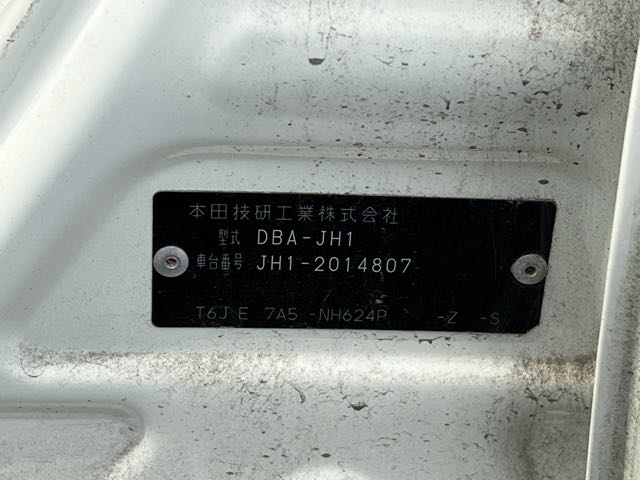 本田技研工業株式会社
型式 DBA-JH1
車台番号 JH1-2014807
T6J E 7A5 -NH624P -Z -S